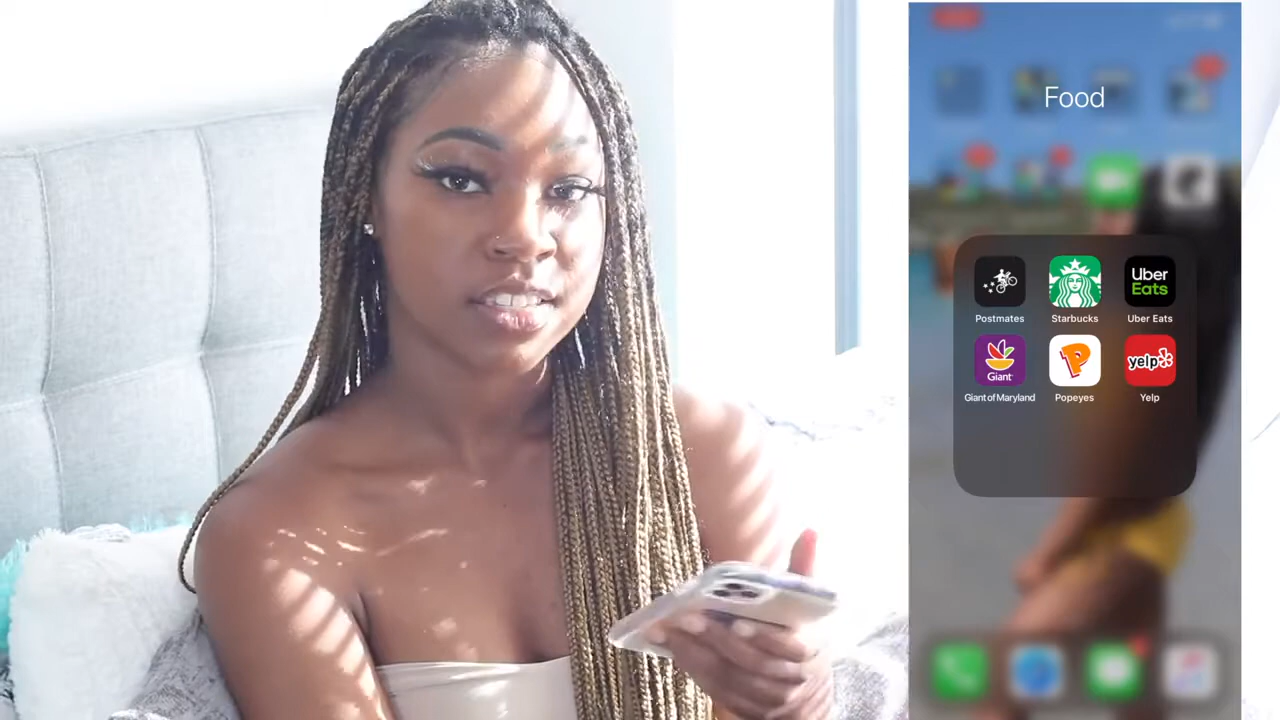 Food
Uber
Eats
Postmates
Starbucks
Uber Eats
Giant
yelp
Giant of Maryland
Popeyes
Yelp